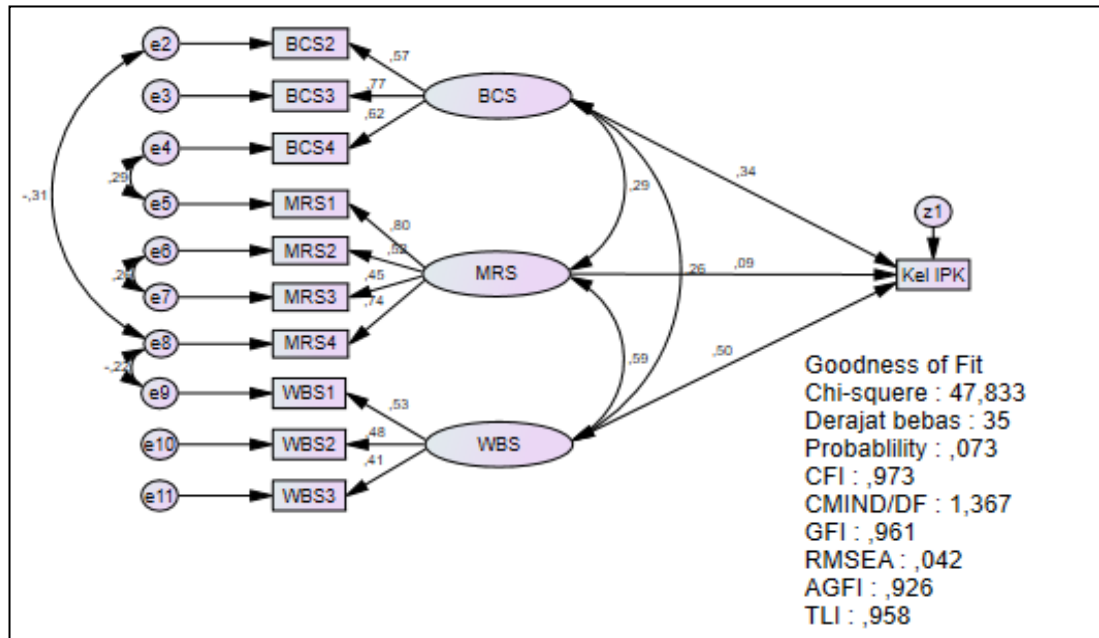 e2
BCS2
,57
e3
BCS3
,77
BCS
e4
BCS4
,62
,29
-,31
e5
MRS1
,80
,29
,34
z1
e6
MRS2
,52
MRS
,26
,09
Kel IPK
e7
MRS3
,45
e8
MRS4
,74
-,22
,59
,50
e9
WBS1
,53
e10
WBS2
,48
WBS
e11
WBS3
,41
Goodness of Fit
Chi-squere : 47,833
Derajat bebas : 35
Probablility : ,073
CFI : ,973
CMIND/DF : 1,367
GFI : ,961
RMSEA : ,042
AGFI : ,926
TLI : ,958